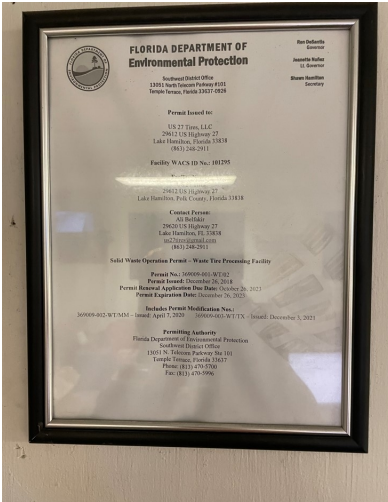 FLORIDA DEPARTMENT OF
Environmental Protection
Southwest District Office
13051 North Telecom Parkway #101
Temple Terrace, Florida 33637-0926
Ron DeSantis
Governor
Jeanette Nuñez
Lt. Governor
Shawn Hamilton
Secretary
Permit Issued to:
US 27 Tires, LLC
29612 US Highway 27
Lake Hamilton, Florida 33838
(863) 248-2911
Facility WACS ID No.: 101295
29612 US Highway 27
Lake Hamilton, Polk County, Florida 33838
Contact Person:
Ali
29620 US Highway 27
Lake Hamilton, FL 33838
us27tires@gmail.com
(863) 248-2911
Solid Waste Operation Permit – Waste Tire Processing Facility
Permit No.: 369009-001-WT/02
Permit Issued: December 26, 2018
Permit Renewal Application Due Date: October 26, 2023
Permit Expiration Date: December 26, 2023
Includes Permit Modification Nos.:
369009-002-WT/MM – Issued: April 7, 2020 369009-003-WT/TX – Issued: December 3, 2021
Permitting Authority
Florida Department of Environmental Protection
Southwest District Office
13051 N. Telecom Parkway Ste 101
Temple Terrace, Florida 33637
Phone: (813) 470-5700
Fax: (813) 470-5996